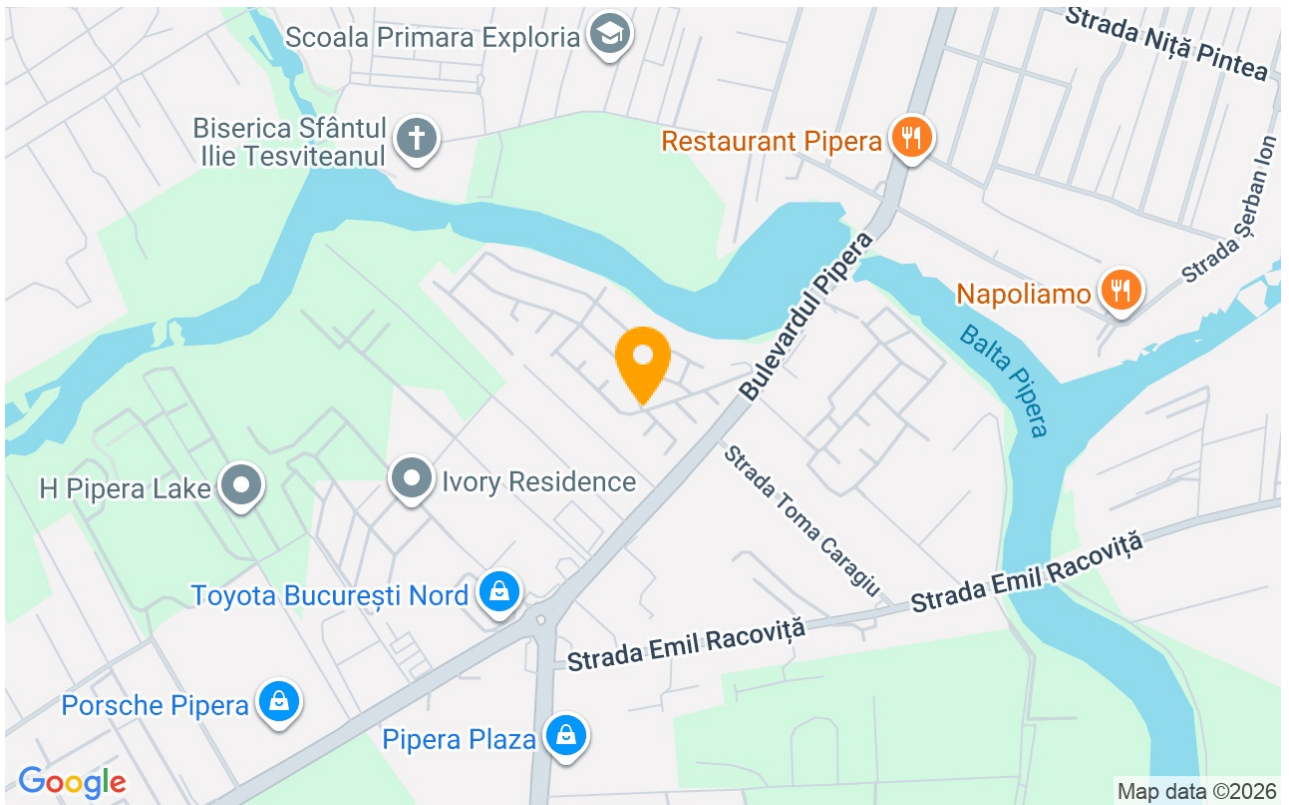 Strada Niță Pintea
Scoala Primara Exploria
Biserica Sfântul
Ilie Tesviteanul
Restaurant Pipera
Strada Șerban Ion
Bulevardul Pipera
Napoliamo
Balta Pipera
H Pipera Lake
Ivory Residence
Strada Toma Caragiu
Toyota București Nord
Strada Emil Racoviță
Strada Emil Racoviță
Porsche Pipera
Pipera Plaza
Google
Map data ©2026